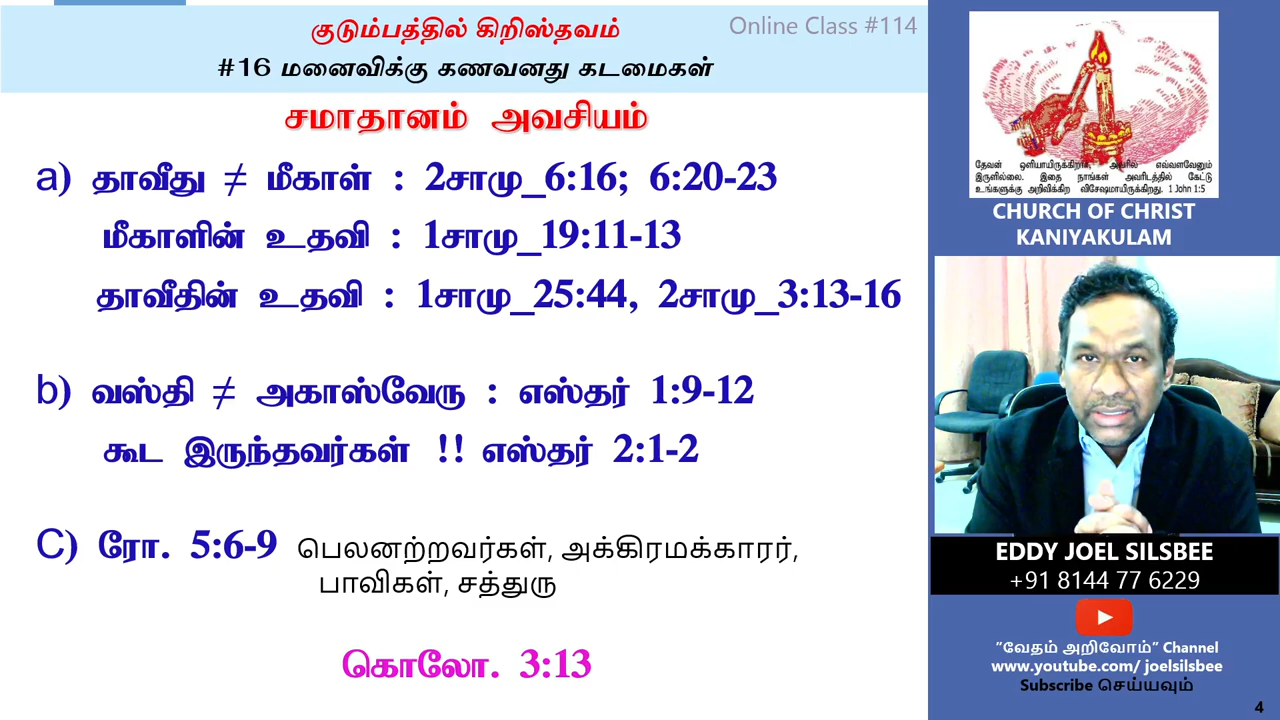 குடும்பத்தில் கிறிஸ்தவம்
Online Class #114
#16 மனைவிக்கு கணவனது கடமைகள்
சமாதானம் அவசியம்
a) தாவீது ≠ மீகாள் : 2சாமு_6:16; 6:20-23
மீகாளின் உதவி : 1சாமு_19:11-13
தாவீதின் உதவி : 1சாமு_25:44, 2சாமு_3:13-16
b) வஸ்தி ≠ அகாஸ்வேரு : எஸ்தர் 1:9-12
கூட இருந்தவர்கள் !! எஸ்தர் 2:1-2
C) ரோ. 5:6-9 பெலனற்றவர்கள், அக்கிரமக்காரர்,
பாவிகள், சத்துரு
கொலோ. 3:13
தேவன் ஒளியாயிருக்கிறார், அவரில் எவ்வளவேனும்
இருளில்லை. இதை நாங்கள் அவரிடத்தில் கேட்டு
உங்களுக்கு அறிவிக்கிற விசேஷமாயிருக்கிறது. 1 John 1:5
CHURCH OF CHRIST
KANIYAKULAM
EDDY JOEL SILSBEE
+91 8144 77 6229
"வேதம் அறிவோம்" Channel
www.youtube.com/ joelsilsbee
Subscribe செய்யவும்
4